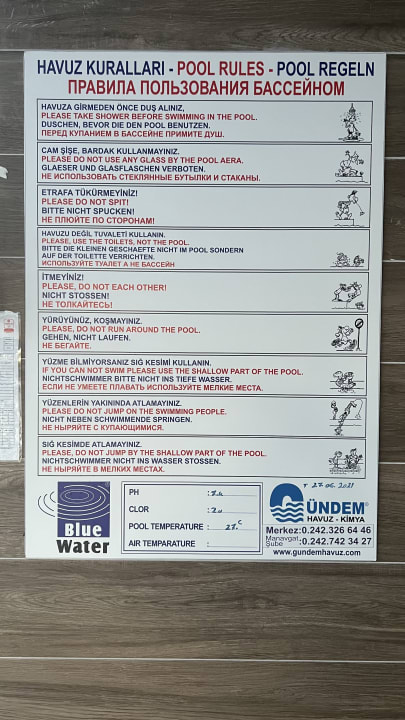 HAVUZ KURALLARI - POOL RULES - POOL REGELN
ПРАВИЛА ПОЛЬЗОВАНИЯ БАССЕЙНОМ
HAVUZA GİRMEDEN ÖNCE DUŞ ALINIZ,
PLEASE TAKE SHOWER BEFORE SWIMMING IN THE POOL.
DUSCHEN, BEVOR DIE DEN POOL BENUTZEN.
ПЕРЕД КУПАНИЕМ В БАССЕЙНЕ ПРИМИТЕ ДУШ.
CAM ŞİŞE, BARDAK KULLANMAYINIZ.
PLEASE DO NOT USE ANY GLASS BY THE POOL AERA.
GLAESER UND GLASFLASCHEN VERBOTEN.
НЕ ИСПОЛЬЗОВАТЬ СТЕКЛЯННЫЕ БУТЫЛКИ И СТАКАНЫ.
ETRAFA TÜKÜRMEYİNİZ!
PLEASE DO NOT SPIT!
BITTE NICHT SPUCKEN!
НЕ ПЛЮЙТЕ ПО СТОРОНАМ!
HAVUZU DEĞİL TUVALETİ KULLANIN.
PLEASE, USE THE TOILETS, NOT THE POOL.
BITTE DIE KLEINEN GESCHAEFTE NICHT IM POOL SONDERN
AUF DER TOILETTE VERRICHTEN.
ИСПОЛЬЗУЙТЕ ТУАЛЕТ А НЕ БАССЕЙН
İTMEYİNİZ!
PLEASE, DO NOT EACH OTHER!
NICHT STOSSEN!
НЕ ТОЛКАЙТЕСЬ!
YÜRÜYÜNÜZ, KOŞMAYINIZ.
PLEASE, DO NOT RUN AROUND THE POOL.
GEHEN, NICHT LAUFEN.
НЕ БЕГАЙТЕ.
YÜZME BİLMİYORSANIZ SIĞ KESİMİ KULLANIN.
IF YOU CAN NOT SWIM PLEASE USE THE SHALLOW PART OF THE POOL.
NICHTSCHWIMMER BITTE NICHT INS TIEFE WASSER.
ЕСЛИ НЕ УМЕЕТЕ ПЛАВАТЬ ИСПОЛЬЗУЙТЕ МЕЛКИЕ МЕСТА.
YÜZENLERİN YAKININDA ATLAMAYINIZ.
PLEASE DO NOT JUMP ON THE SWIMMING PEOPLE.
NICHT NEBEN SCHWIMMENDE SPRINGEN.
НЕ НЫРЯЙТЕ С КУПАЮЩИМИСЯ.
SIĞ KESİMDE ATLAMAYINIZ.
PLEASE, DO NOT JUMP BY THE SHALLOW PART OF THE POOL.
NICHTSCHWIMMER NICHT INS WASSER STOSSEN.
НЕ НЫРЯЙТЕ В МЕЛКИХ МЕСТАХ.
Blue
Water
PH :
CLOR :
POOL TEMPERATURE :
AIR TEMPARATURE :
27.06.2021
GÜNDEM
HAVUZ - KİMYA
Merkez:0.242.326 64 46
Manavgat Şube :0.242.742 34 27
www.gundemhavuz.com